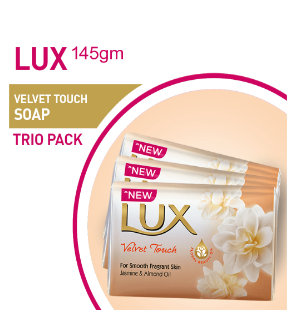 LUX 145gm
VELVET TOUCH
SOAP
TRIO PACK
NEW
NEW
NEW
LUX
Velvet Touch
For Smooth Fragrant Skin
Jasmine & Almond Oil